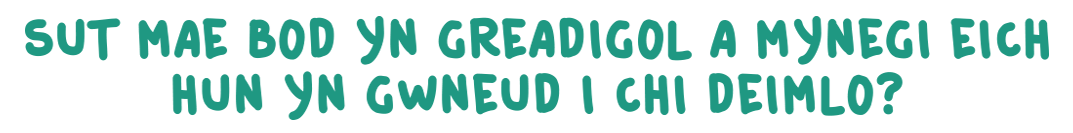 SUT MAE BOD YN GREADIGOL A MYNEGI EICH
HUN YN GWNEUD I CHI DEIMLO?